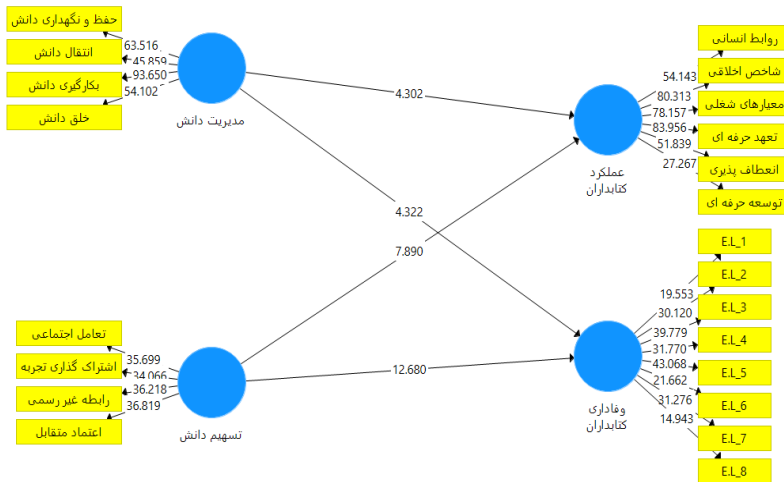 حفظ و نگهداری دانش
انتقال دانش
بکارگیری دانش
خلق دانش
63.516
45.859
93.650
54.102
مدیریت دانش
4.302
4.322
7.890
12.680
روابط انسانی
شاخص اخلاقی
معیارهای شغلی
تعهد حرفه ای
انعطاف پذیری
توسعه حرفه ای
54.143
80.313
78.157
83.956
51.839
27.267
عملکرد
کتابداران
تعامل اجتماعی
اشتراک گذاری تجربه
رابطه غیر رسمی
اعتماد متقابل
35.699
34.066
36.218
36.819
تسهیم دانش
E.L_1
E.L_2
E.L_3
E.L_4
E.L_5
E.L_6
E.L_7
E.L_8
19.553
30.120
39.779
31.770
43.068
21.662
31.276
14.943
وفاداری
کتابداران